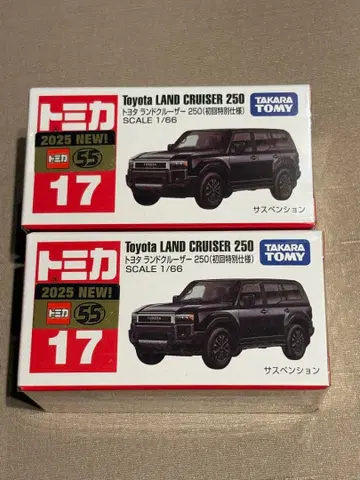 トミカ
2025 NEW!
トミカ 55
17
Toyota LAND CRUISER 250
トヨタ ランドクルーザー 250(初回特別仕様)
SCALE 1/66
TAKARA
TOMY
TOYOTA
サスペンション
トミカ
2025 NEW!
トミカ 55
17
Toyota LAND CRUISER 250
トヨタ ランドクルーザー 250(初回特別仕様)
SCALE 1/66
TAKARA
TOMY
TOYOTA
サスペンション